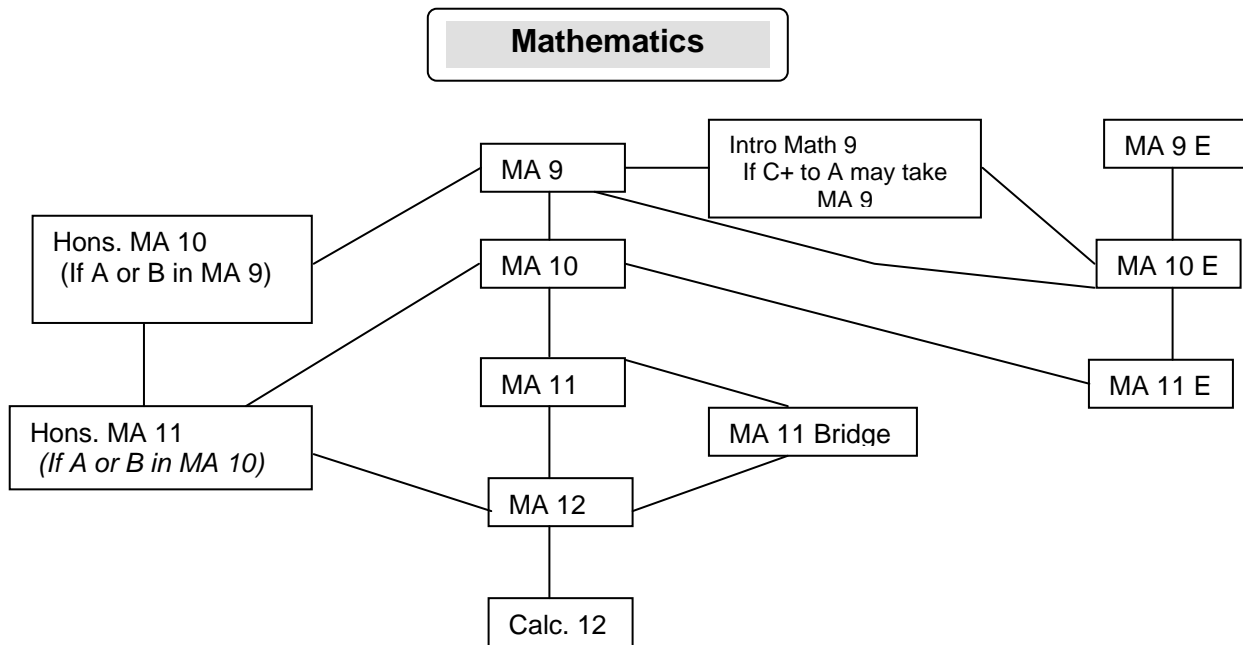 Mathematics
MA 9
Intro Math 9
If C+ to A may take
MA 9
MA 9 E
Hons. MA 10
(If A or B in MA 9)
MA 10
MA 10 E
MA 11
MA 11 E
Hons. MA 11
(If A or B in MA 10)
MA 11 Bridge
MA 12
Calc. 12